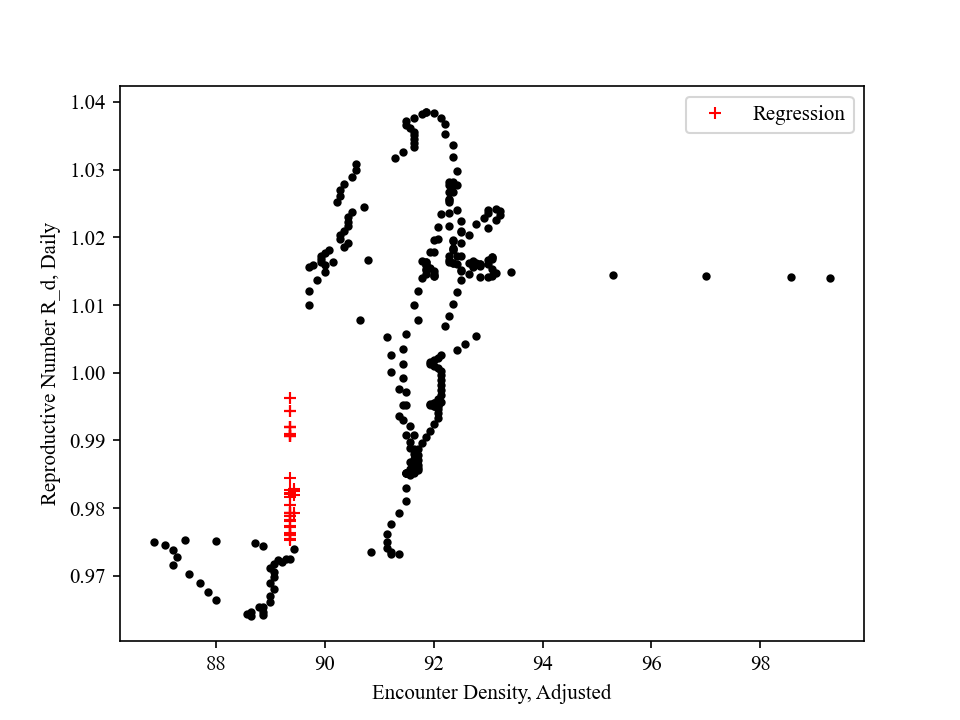 Regression
1.04
1.03
1.02
1.01
1.00
0.99
0.98
0.97
Reproductive Number R_d, Daily
88 90 92 94 96 98
Encounter Density, Adjusted